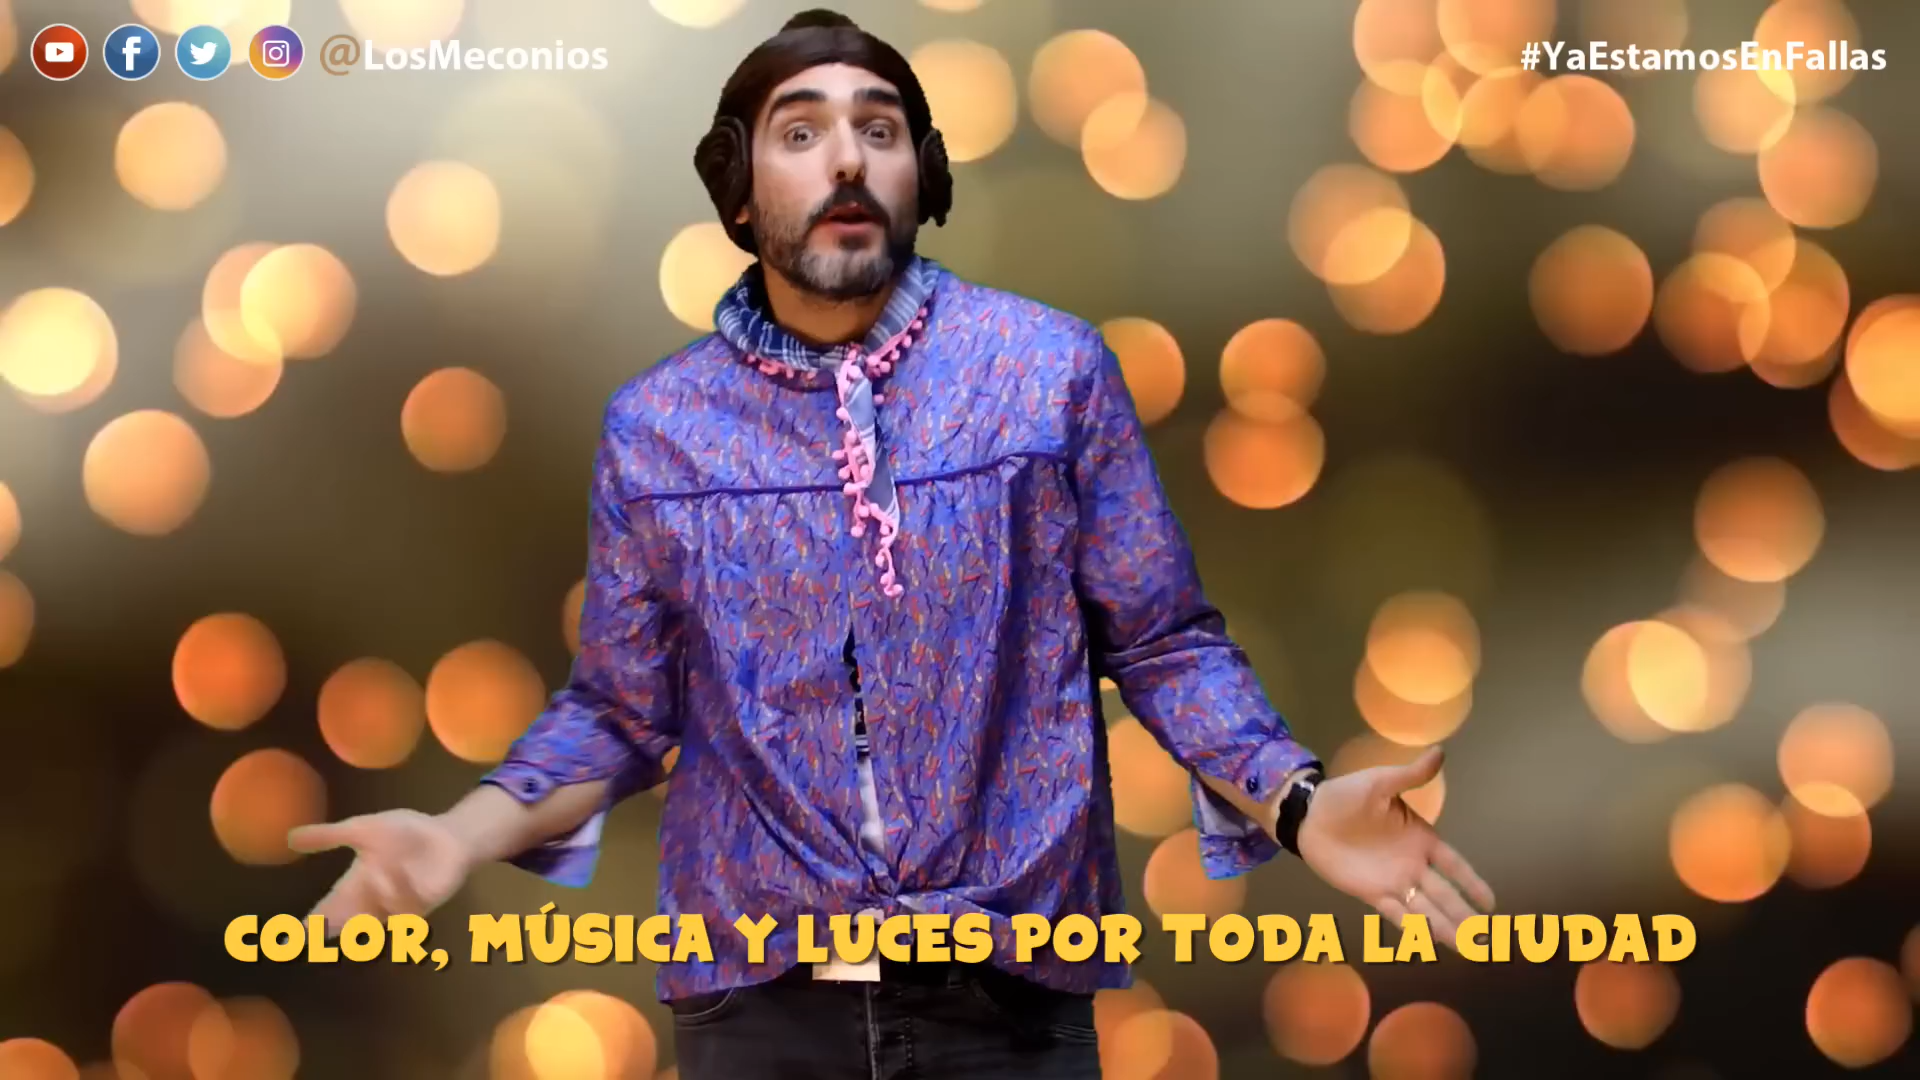 @LosMeconios
#YaEstamosEnFallas
COLOR, MÚSICA Y LUCES POR TODA LA CIUDAD